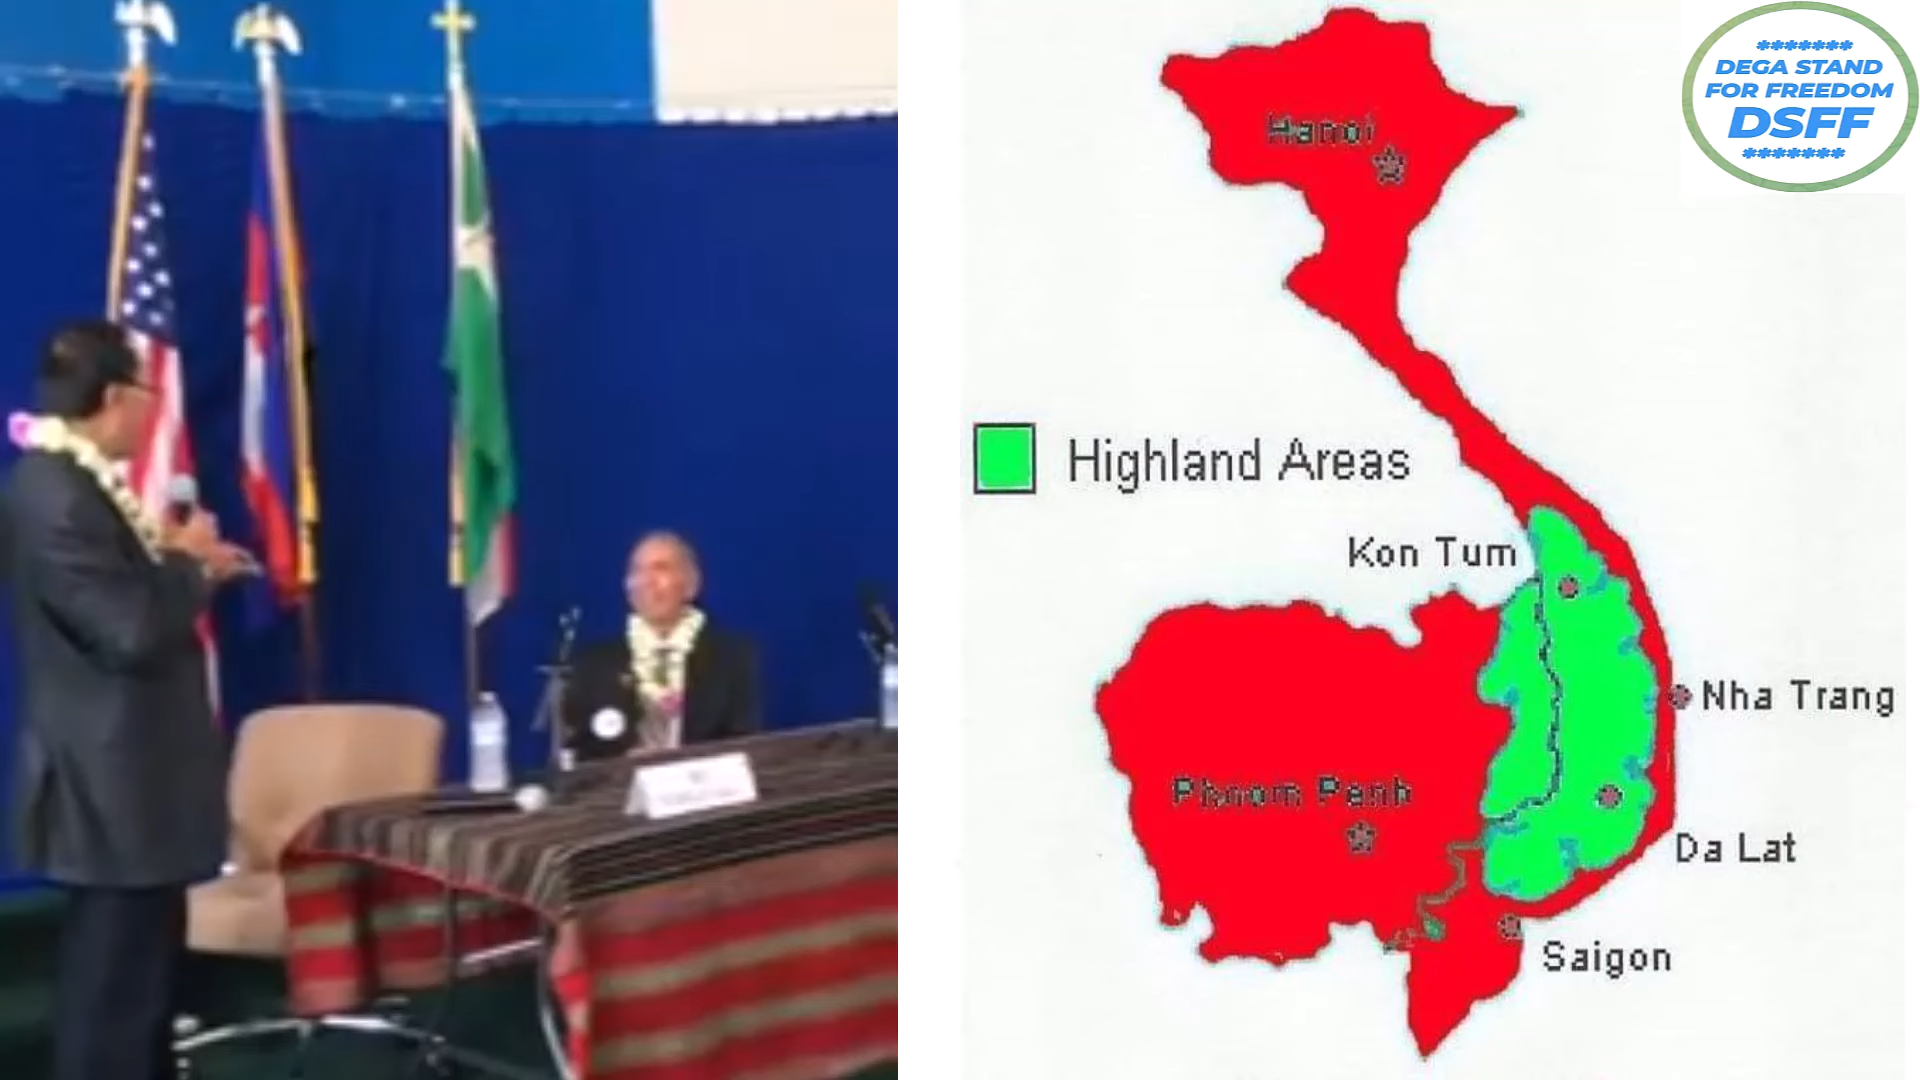 *******
DEGA STAND
FOR FREEDOM
DSFF
*******
Hanoi
Highland Areas
Kon Tum
Nha Trang
Phnom Penh
Da Lat
Saigon